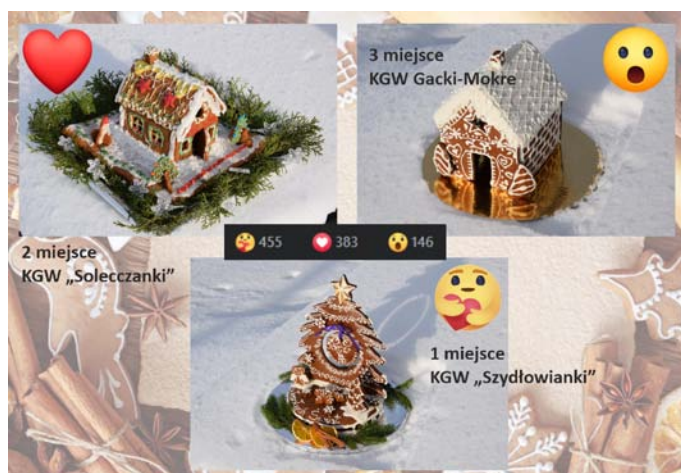 3 miejsce
KGW Gacki-Mokre
2 miejsce
KGW „Solecczanki”
455 383 146
1 miejsce
KGW „Szydłowianki”